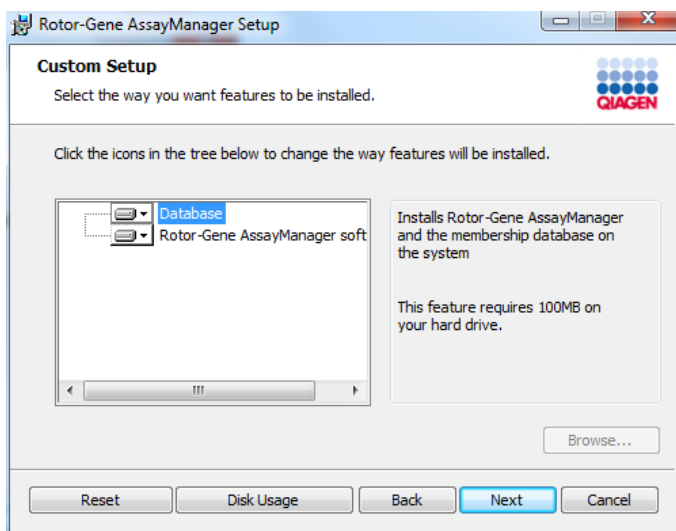 Rotor-Gene AssayManager Setup
Custom Setup
Select the way you want features to be installed.
QIAGEN
Click the icons in the tree below to change the way features will be installed.
Database
Rotor-Gene AssayManager soft
Installs Rotor-Gene AssayManager
and the membership database on
the system
This feature requires 100MB on
your hard drive.
Browse...
Reset
Disk Usage
Back
Next
Cancel